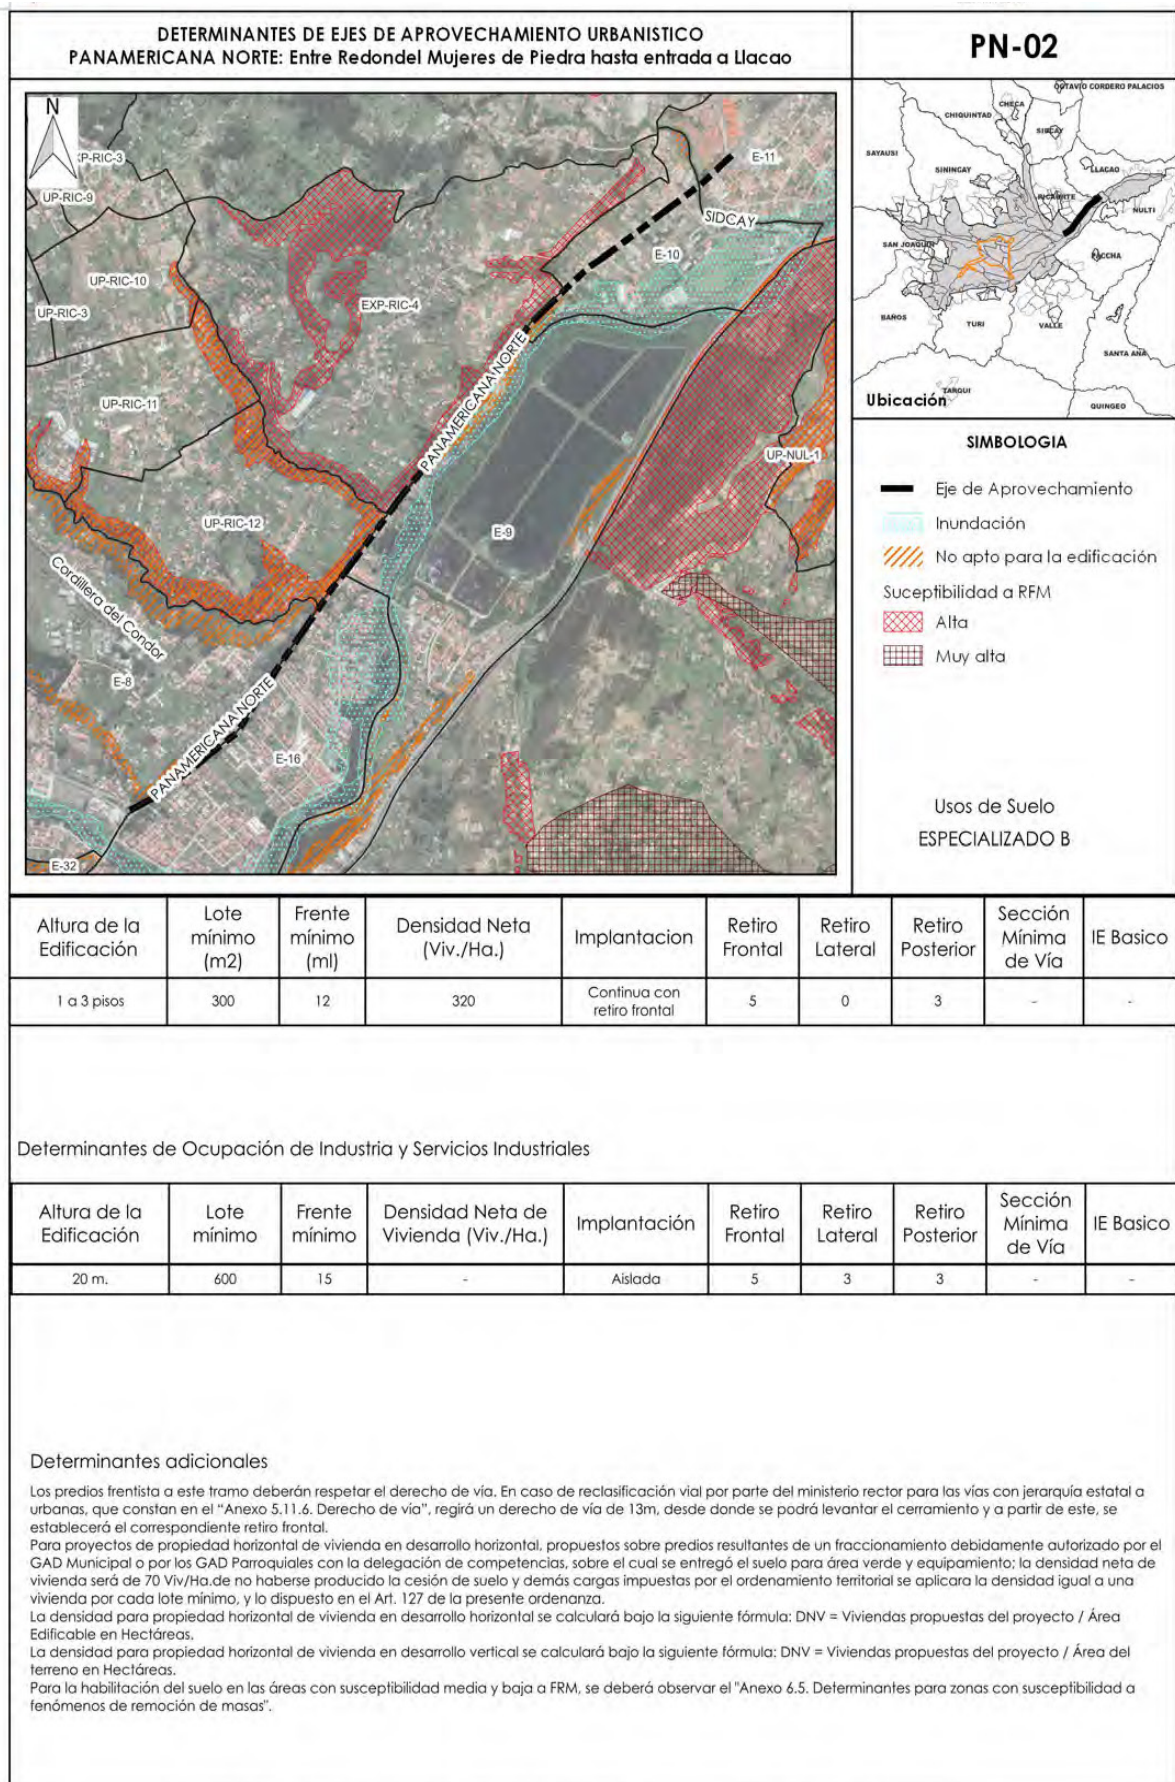 DETERMINANTES DE EJES DE APROVECHAMIENTO URBANISTICO
PANAMERICANA NORTE: Entre Redondel Mujeres de Piedra hasta entrada a Llacao
PN-02
N
UP-RIC-9
UP-RIC-10
UP-RIC-3
UP-RIC-11
UP-RIC-12
EXP-RIC-4
E-11
SIDCAY
E-10
PANAMERICANA NORTE
UP-NUL-1
E-9
Cordillera del Condor
E-8
PANAMERICANA NORTE
E-16
E-32
OCTAVIO CORDERO PALACIOS
CHECA
CHIQUINTAD
SIDCAY
SAYAUSI
SININCAY
LLACAO
RICAURTE
NULTI
SAN JOAQUIN
PACCHA
BAÑOS
TURI
VALLE
SANTA ANA
TARQUI
QUINGEO
Ubicación
SIMBOLOGIA
Eje de Aprovechamiento
Inundación
No apto para la edificación
Suceptibilidad a RFM
Alta
Muy alta
Usos de Suelo
ESPECIALIZADO B
Altura de la Edificación | Lote mínimo (m2) | Frente mínimo (ml) | Densidad Neta (Viv./Ha.) | Implantacion | Retiro Frontal | Retiro Lateral | Retiro Posterior | Sección Mínima de Vía | IE Basico
1 a 3 pisos | 300 | 12 | 320 | Continua con retiro frontal | 5 | 0 | 3 | - | -
Determinantes de Ocupación de Industria y Servicios Industriales
Altura de la Edificación | Lote mínimo | Frente mínimo | Densidad Neta de Vivienda (Viv./Ha.) | Implantación | Retiro Frontal | Retiro Lateral | Retiro Posterior | Sección Mínima de Vía | IE Basico
20 m. | 600 | 15 | - | Aislada | 5 | 3 | 3 | - | -
Determinantes adicionales
Los predios frentista a este tramo deberán respetar el derecho de vía. En caso de reclasificación vial por parte del ministerio rector para las vías con jerarquía estatal a
urbanas, que constan en el "Anexo 5.11.6. Derecho de vía", regirá un derecho de vía de 13m, desde donde se podrá levantar el cerramiento y a partir de este, se
establecerá el correspondiente retiro frontal.
Para proyectos de propiedad horizontal de vivienda en desarrollo horizontal, propuestos sobre predios resultantes de un fraccionamiento debidamente autorizado por el
GAD Municipal o por los GAD Parroquiales con la delegación de competencias, sobre el cual se entregó el suelo para área verde y equipamiento; la densidad neta de
vivienda será de 70 Viv/Ha.de no haberse producido la cesión de suelo y demás cargas impuestas por el ordenamiento territorial se aplicara la densidad igual a una
vivienda por cada lote mínimo, y lo dispuesto en el Art. 127 de la presente ordenanza.
La densidad para propiedad horizontal de vivienda en desarrollo horizontal se calculará bajo la siguiente fórmula: DNV = Viviendas propuestas del proyecto / Área
Edificable en Hectáreas.
La densidad para propiedad horizontal de vivienda en desarrollo vertical se calculará bajo la siguiente fórmula: DNV = Viviendas propuestas del proyecto / Área del
terreno en Hectáreas.
Para la habilitación del suelo en las áreas con susceptibilidad media y baja a FRM, se deberá observar el "Anexo 6.5. Determinantes para zonas con susceptibilidad a
fenómenos de remoción de masas".